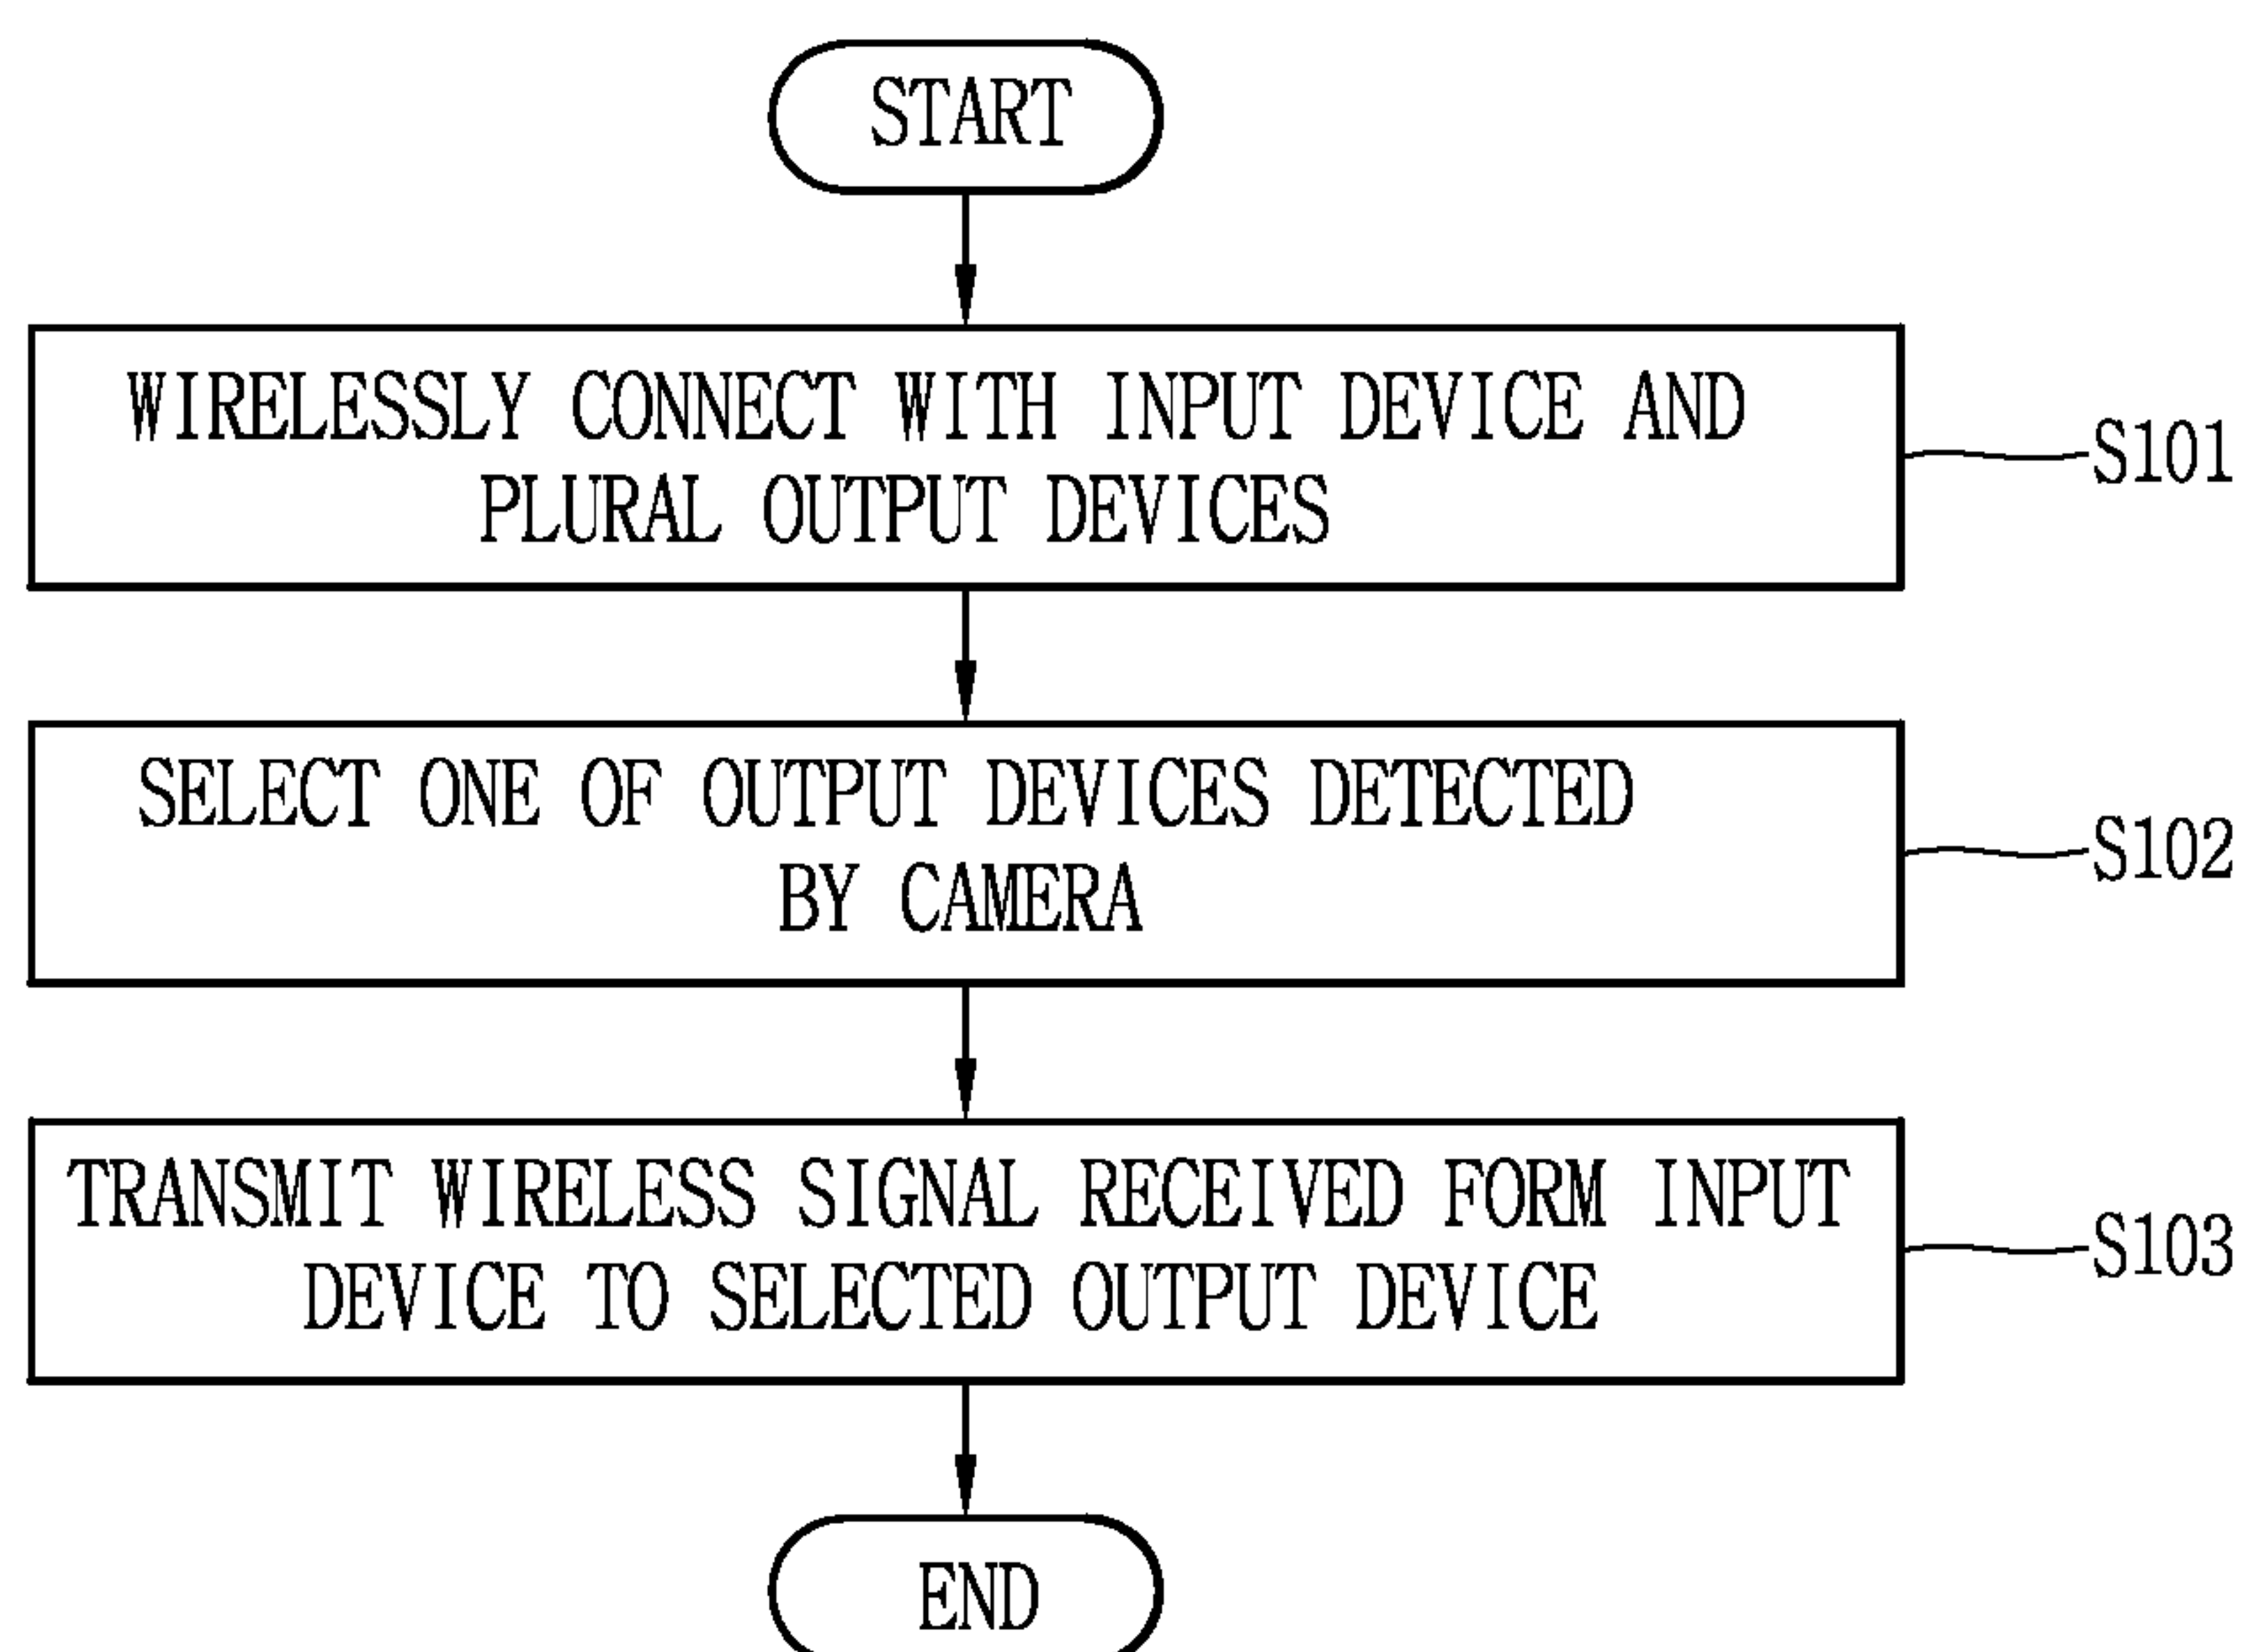 START
WIRELESSLY CONNECT WITH INPUT DEVICE AND
PLURAL OUTPUT DEVICES
S101
SELECT ONE OF OUTPUT DEVICES DETECTED
BY CAMERA
S102
TRANSMIT WIRELESS SIGNAL RECEIVED FORM INPUT
DEVICE TO SELECTED OUTPUT DEVICE
S103
END